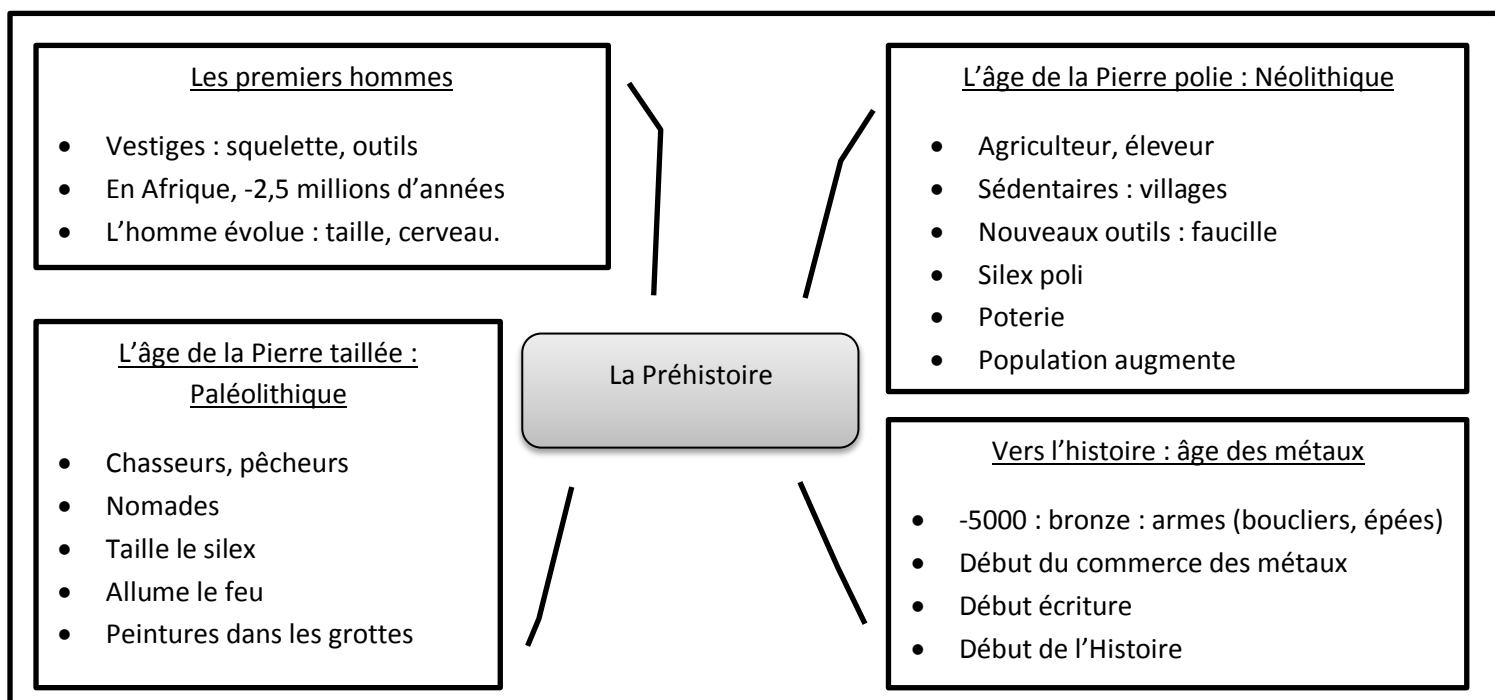 Les premiers hommes
• Vestiges : squelette, outils
• En Afrique, -2,5 millions d’années
• L’homme évolue : taille, cerveau.
L’âge de la Pierre taillée :
Paléolithique
• Chasseurs, pêcheurs
• Nomades
• Taille le silex
• Allume le feu
• Peintures dans les grottes
La Préhistoire
L’âge de la Pierre polie : Néolithique
• Agriculteur, éleveur
• Sédentaires : villages
• Nouveaux outils : faucille
• Silex poli
• Poterie
• Population augmente
Vers l’histoire : âge des métaux
• -5000 : bronze : armes (boucliers, épées)
• Début du commerce des métaux
• Début écriture
• Début de l’Histoire